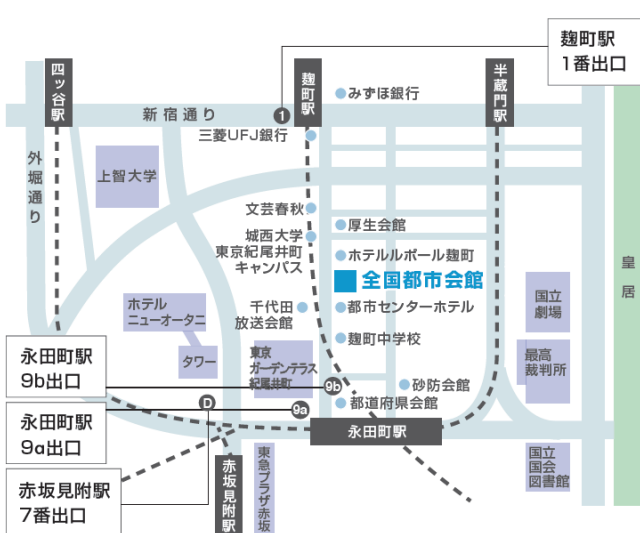 麹町駅
1番出口
四ッ谷駅
麹町駅
半蔵門駅
みずほ銀行
新宿通り
1
三菱UFJ銀行
外堀通り
上智大学
文芸春秋
厚生会館
城西大学
東京紀尾井町
キャンパス
ホテルルポール麹町
皇居
全国都市会館
千代田
放送会館
都市センターホテル
国立
劇場
ホテル
ニューオータニ
麹町中学校
タワー
東京
ガーデンテラス
紀尾井町
最高
裁判所
永田町駅
9b出口
9b
砂防会館
D
9a
都道府県会館
永田町駅
9a出口
永田町駅
赤坂見附駅
7番出口
赤坂見附駅
東急プラザ赤坂
国立
国会
図書館